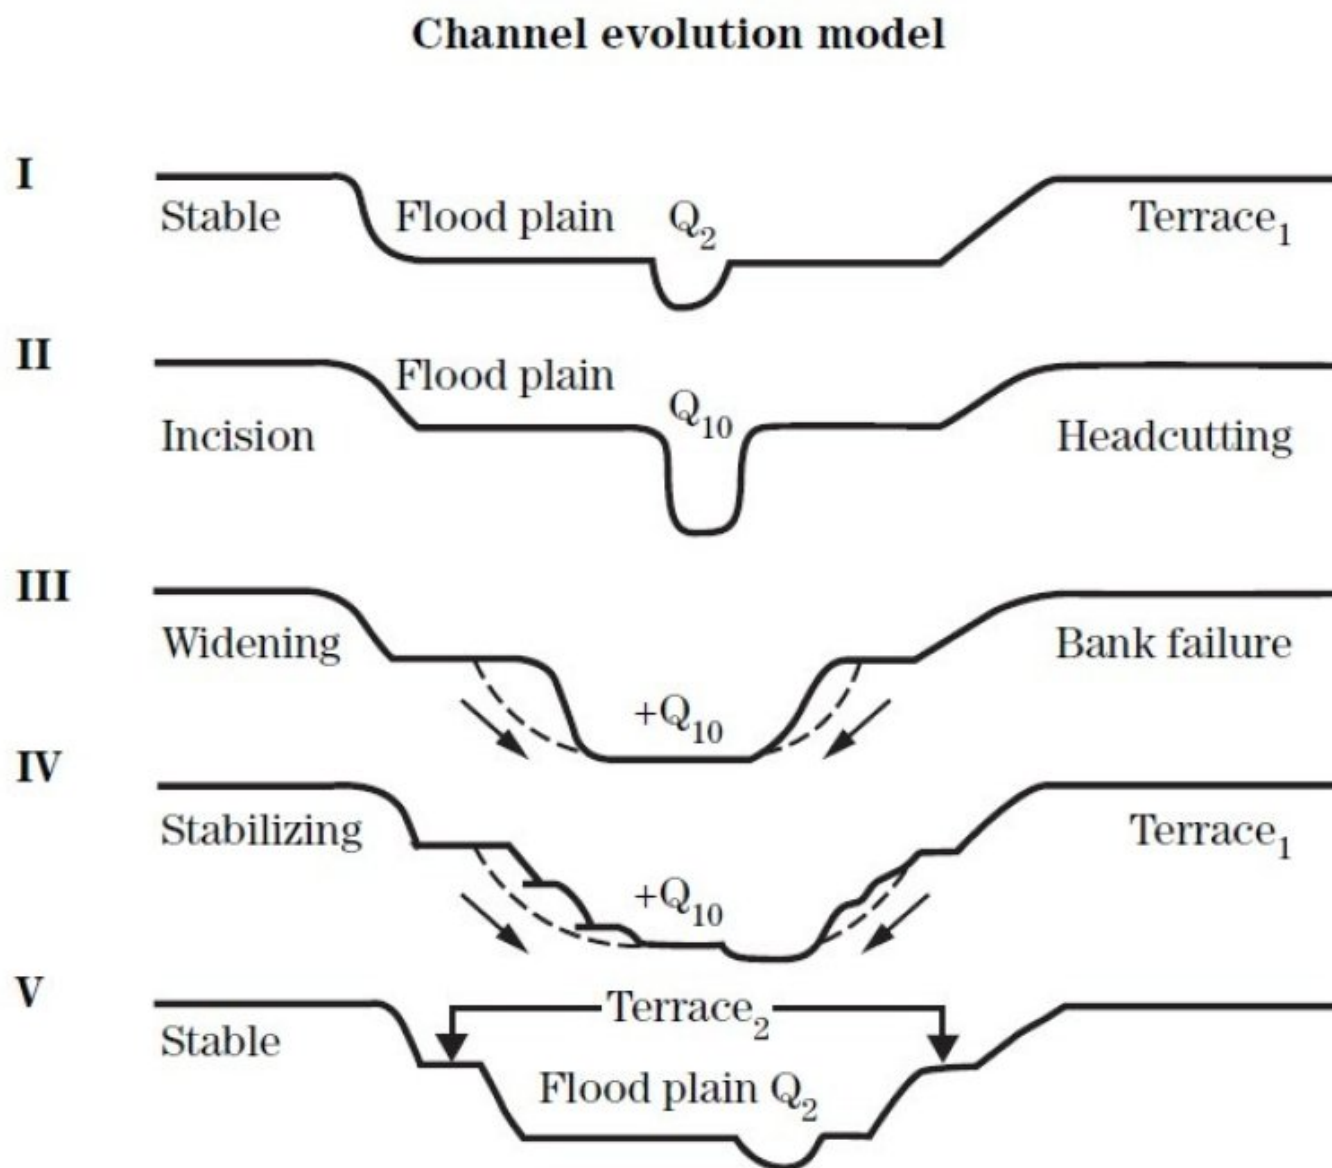 Channel evolution model
I
Stable Flood plain Q2 Terrace1
II
Flood plain
Q10
Incision Headcutting
III
Widening Bank failure
+Q10
IV
Stabilizing Terrace1
+Q10
V
Terrace2
Stable
Flood plain Q2